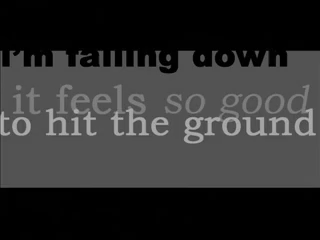 I'm falling down
it feels so good
to hit the ground